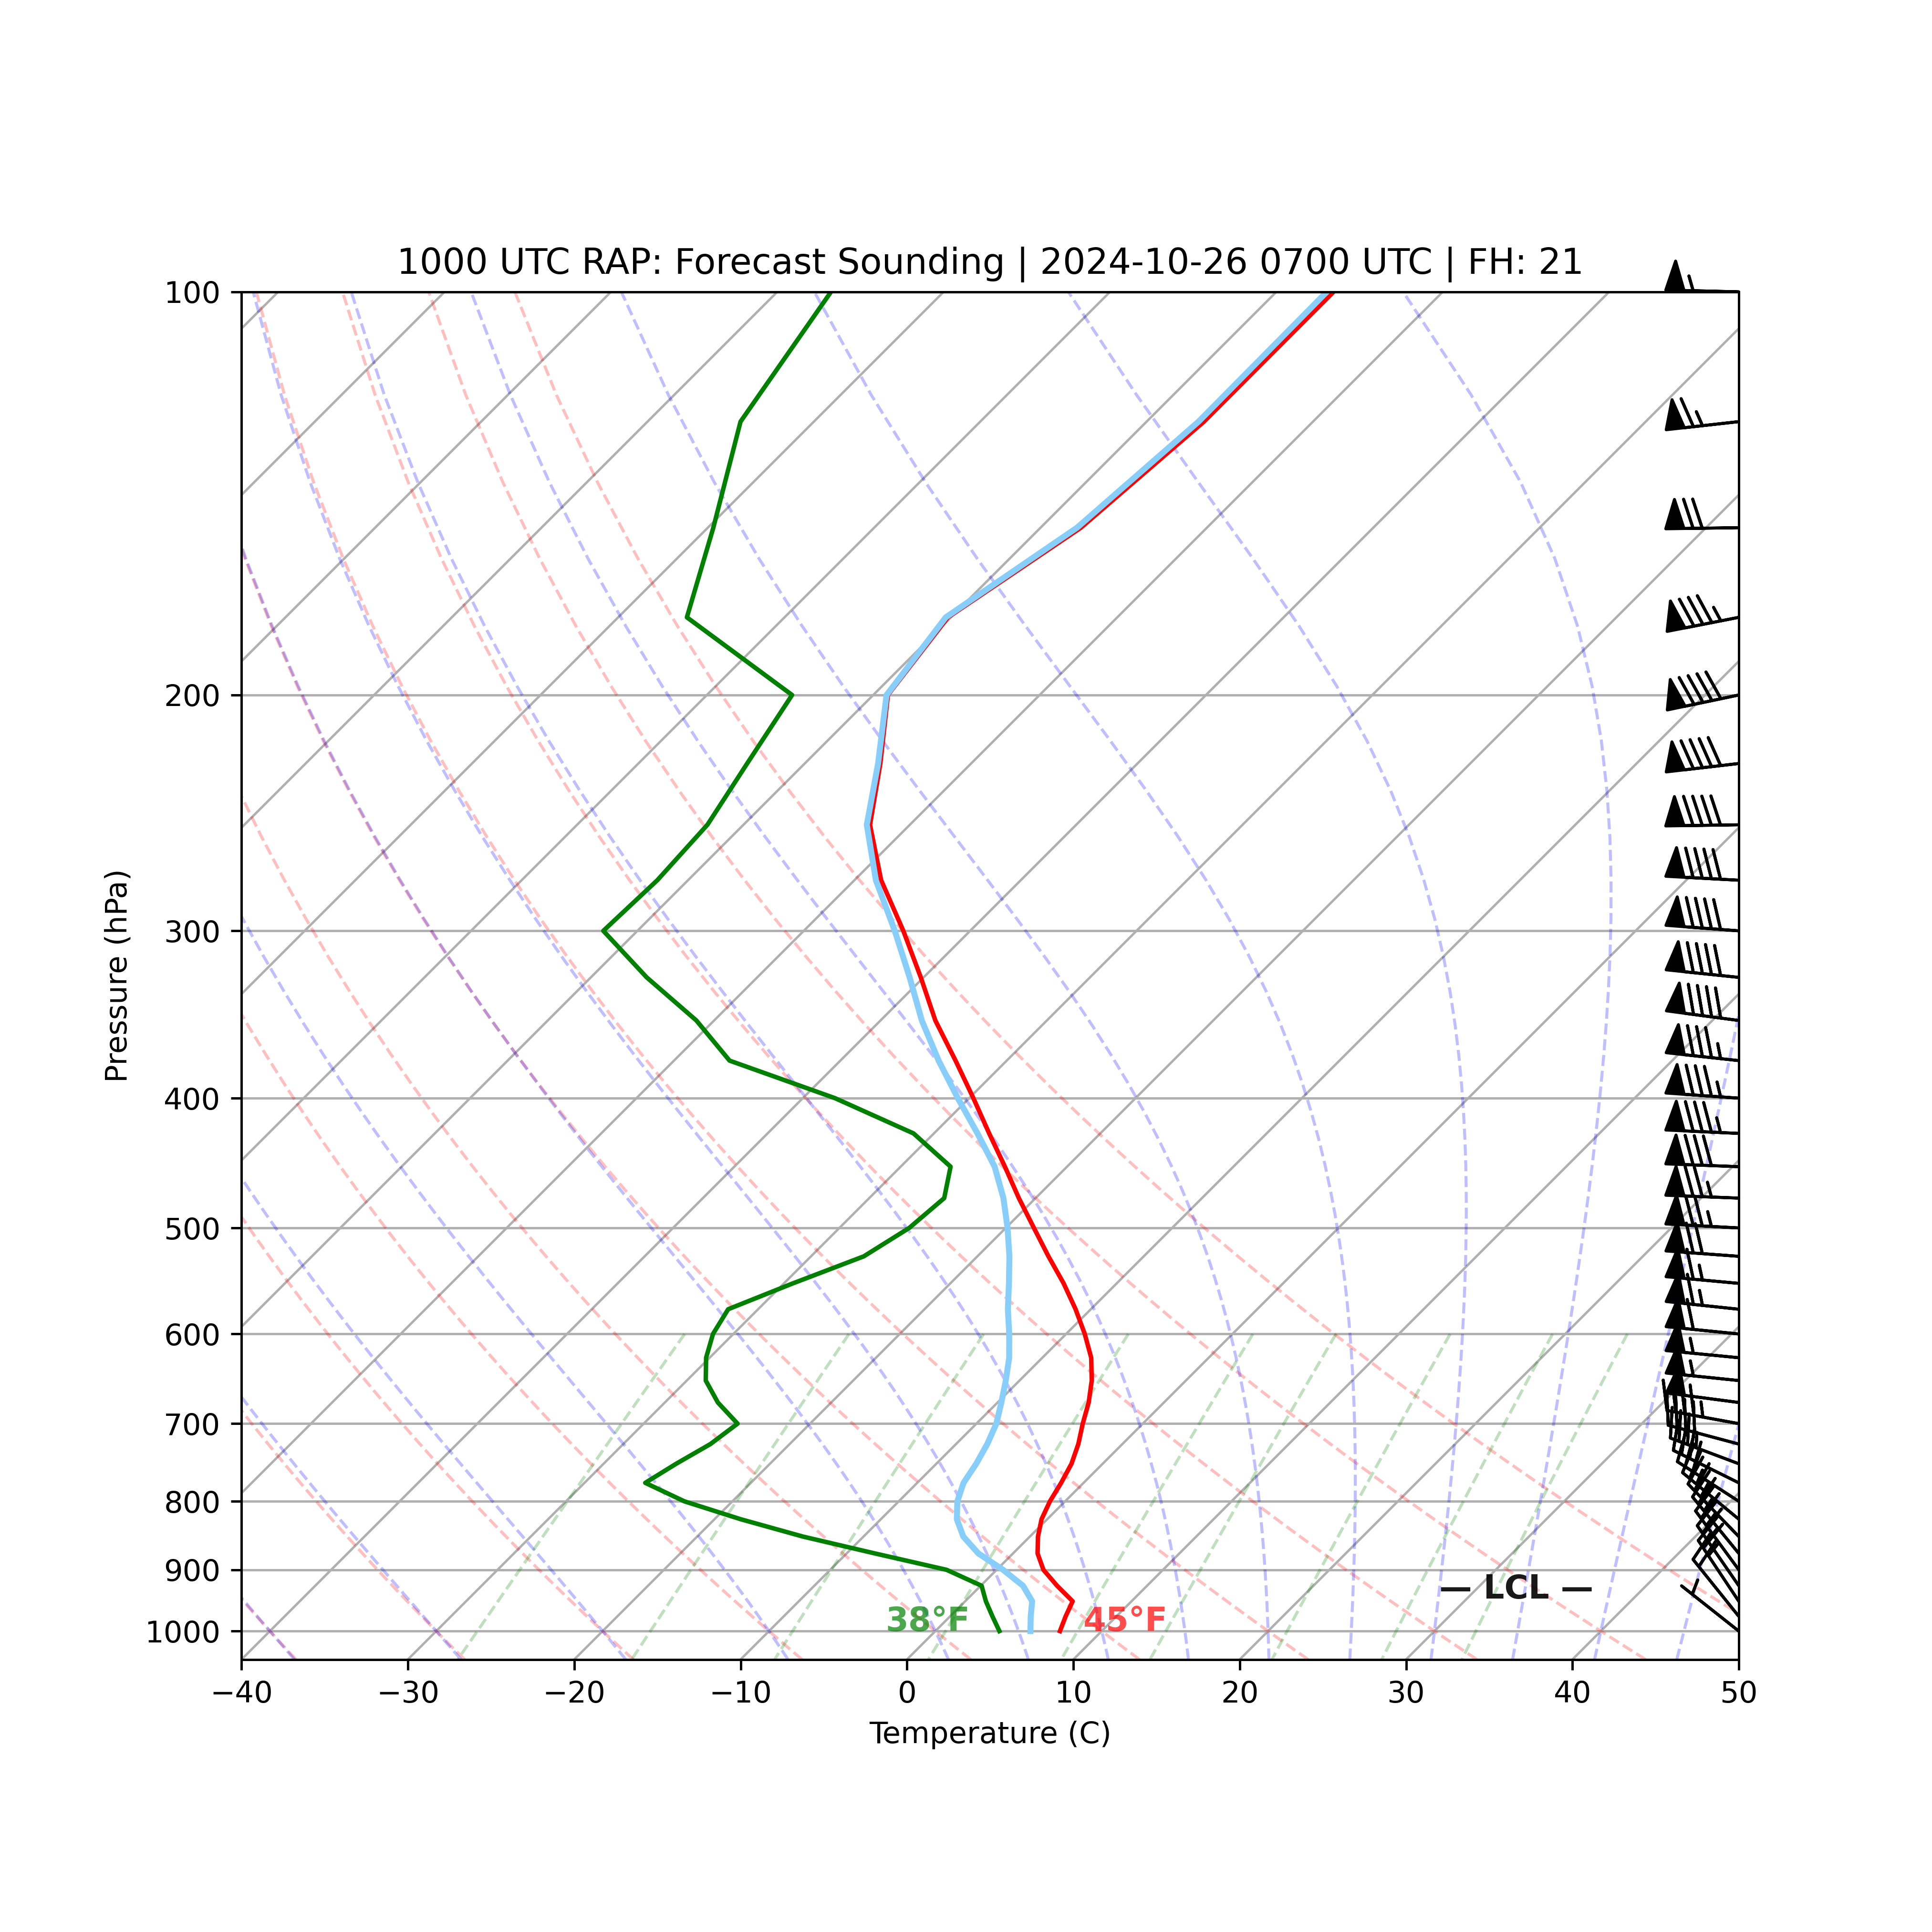 1000 UTC RAP: Forecast Sounding | 2024-10-26 0700 UTC | FH: 21
100
200
300
400
500
600
700
800
900
1000
Pressure (hPa)
— LCL —
38°F
45°F
−40 −30 −20 −10 0 10 20 30 40 50
Temperature (C)